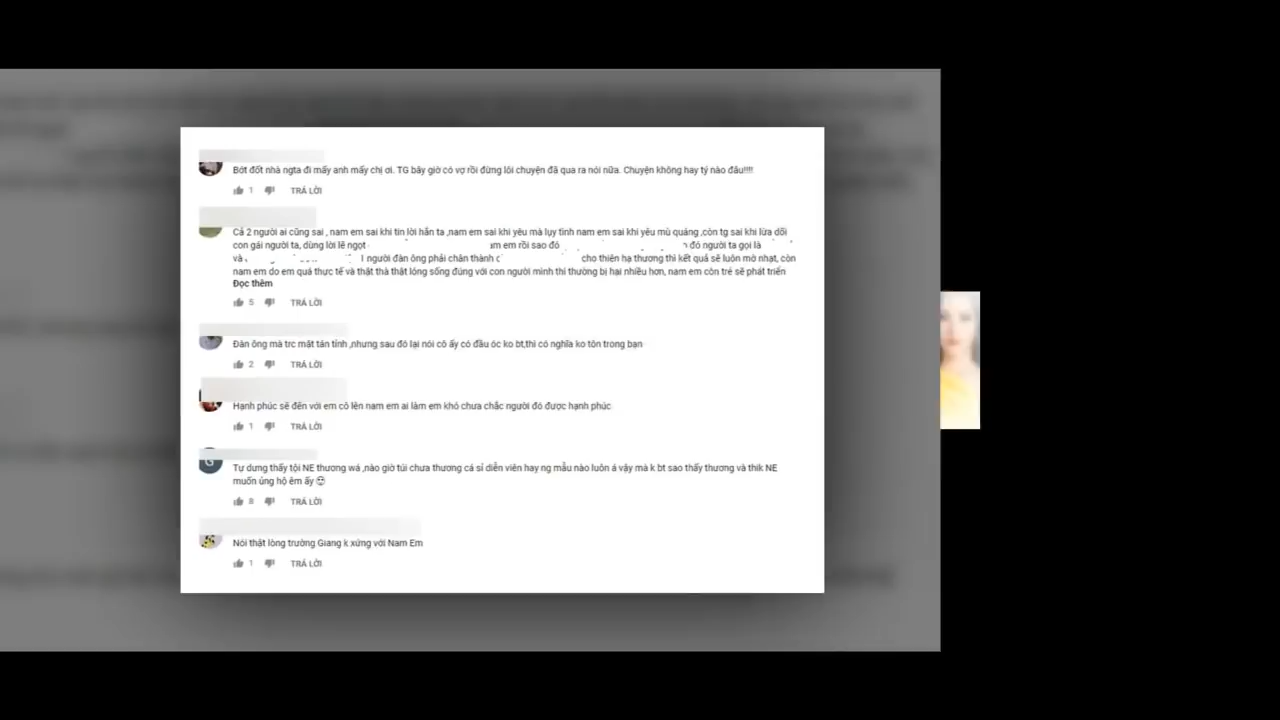 Bớt đốt nhà ngta đi mấy anh mấy chị ơi. TG bây giờ có vợ rồi đừng lôi chuyện đã qua ra nói nữa. Chuyện không hay tý nào đâu!!!!
1 TRẢ LỜI
Cả 2 người ai cũng sai , nam em sai khi tin lời hắn ta ,nam em sai khi yêu mà lụy tình nam em sai khi yêu mù quáng ,còn tg sai khi lừa dối
con gái người ta, dùng lời lẽ ngọt em rồi sao đó đó người ta gọi là
và 1 người đàn ông phải chân thành cho thiên hạ thương thì kết quả sẽ luôn mờ nhạt, còn
nam em do em quá thực tế và thật thà thật lòng sống đúng với con người mình thì thường bị hại nhiều hơn, nam em còn trẻ sẽ phát triển
Đọc thêm
5 TRẢ LỜI
Đàn ông mà trc mặt tán tỉnh ,nhưng sau đó lại nói cô ấy có đầu óc ko bt,thì có nghĩa ko tôn trong bạn
2 TRẢ LỜI
Hạnh phúc sẽ đến với em cô lên nam em ai làm em khó chưa chắc người đó được hạnh phúc
1 TRẢ LỜI
G
Tự dưng thấy tội NE thương wá ,nào giờ túi chưa thương cá sỉ diễn viên hay ng mẫu nào luôn á vậy mà k bt sao thấy thương và thik NE
muốn ủng hộ êm ấy
8 TRẢ LỜI
Nói thật lòng trường Giang k xứng với Nam Em
1 TRẢ LỜI